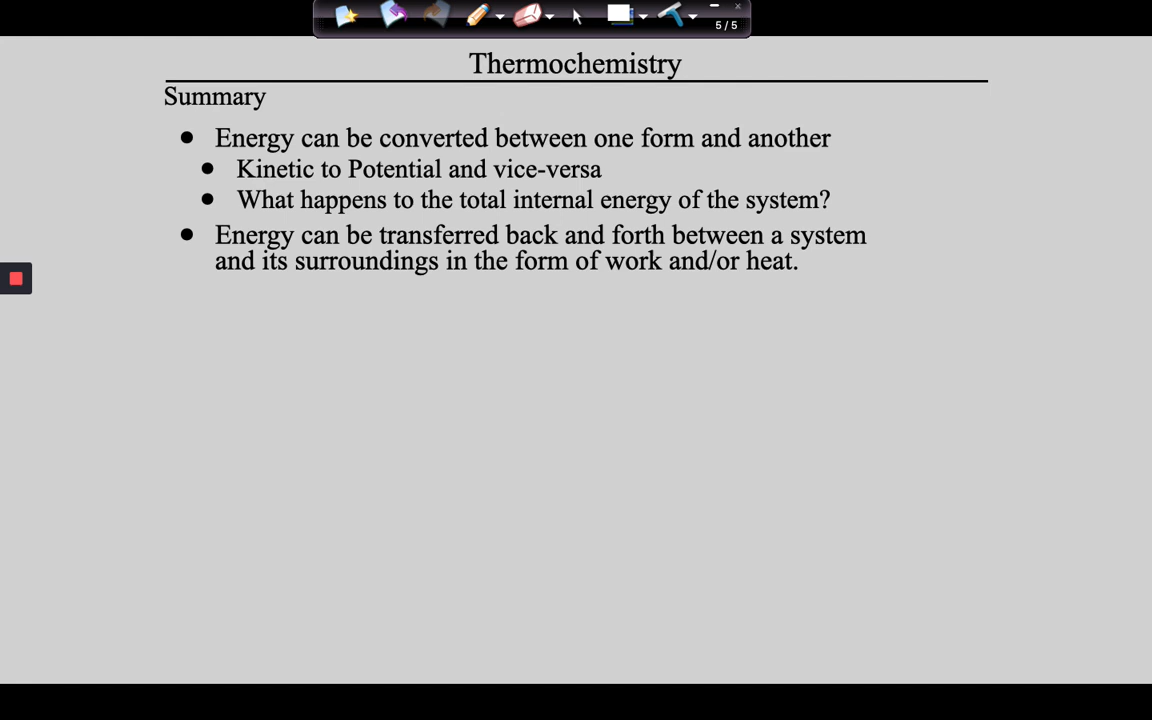 5 / 5
Thermochemistry
Summary
● Energy can be converted between one form and another
● Kinetic to Potential and vice-versa
● What happens to the total internal energy of the system?
● Energy can be transferred back and forth between a system
and its surroundings in the form of work and/or heat.